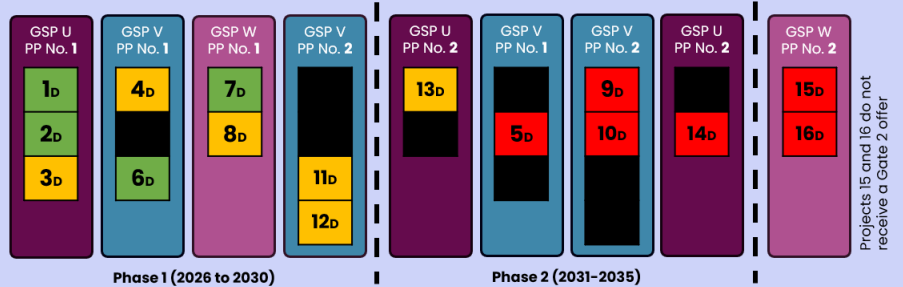 GSP U
PP No. 1
1D
2D
3D
GSP V
PP No. 1
4D
6D
GSP W
PP No. 1
7D
8D
GSP V
PP No. 2
11D
12D
Phase 1 (2026 to 2030)
GSP U
PP No. 2
13D
GSP V
PP No. 1
5D
GSP V
PP No. 2
9D
10D
GSP U
PP No. 2
14D
Phase 2 (2031-2035)
GSP W
PP No. 2
15D
16D
Projects 15 and 16 do not
receive a Gate 2 offer